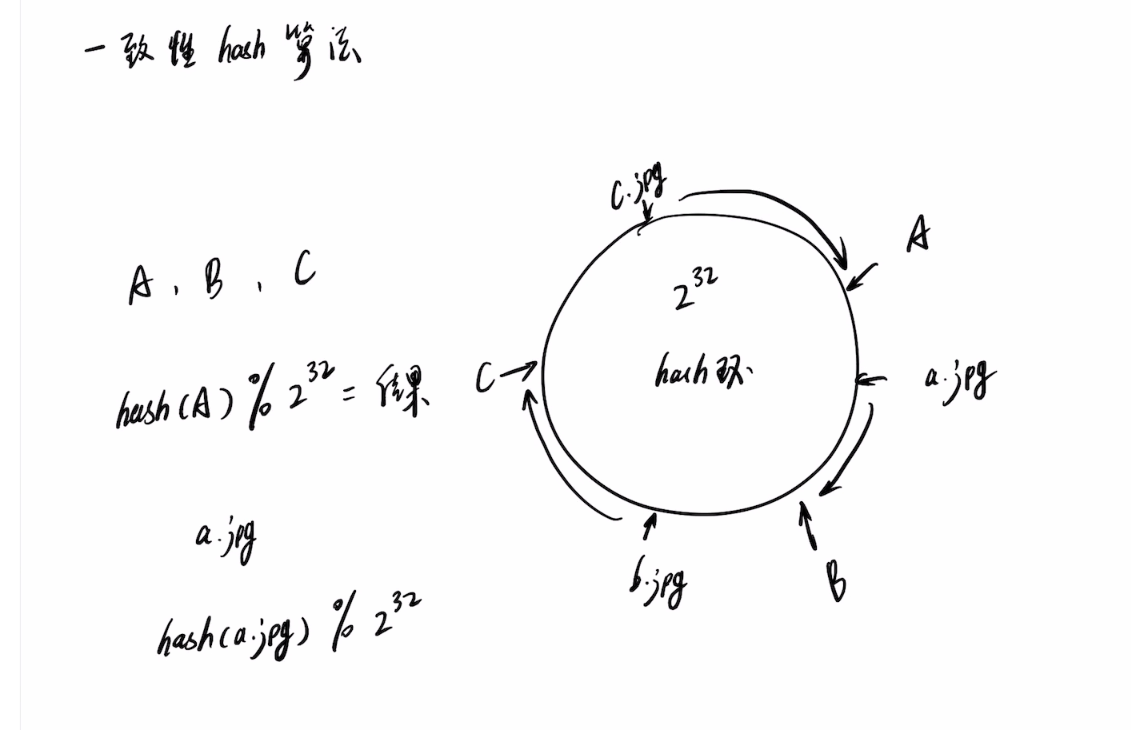 一致性 hash 算法
c.jpg
A
A、B、C
2^32
hash环
C
a.jpg
hash(A) % 2^32 = 结果
a.jpg
b.jpg
B
hash(a.jpg) % 2^32